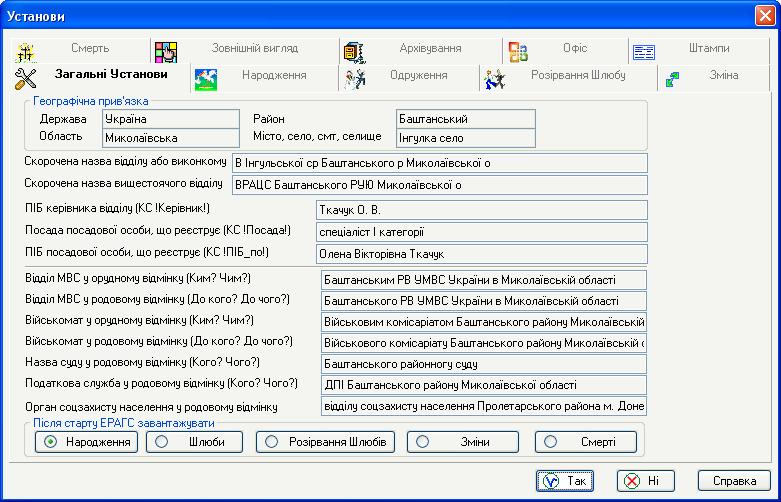 Установи
Смерть Зовнішній вигляд Архівування Офіс Штампи
Загальні Установи Народження Одруження Розірвання Шлюбу Зміна
Географічна прив'язка
Держава Україна Район Баштанський
Область Миколаївська Місто, село, смт, селище Інгулка село
Скорочена назва відділу або виконкому В Інгульської ср Баштанського р Миколаївської о
Скорочена назва вищестоячого відділу ВРАЦС Баштанського РУЮ Миколаївської о
ПІБ керівника відділу (КС !Керівник!) Ткачук О. В.
Посада посадової особи, що реєструє (КС !Посада!) спеціаліст І категорії
ПІБ посадової особи, що реєструє (КС !ПІБ_по!) Олена Вікторівна Ткачук
Відділ МВС у орудному відмінку (Ким? Чим?) Баштанським РВ УМВС України в Миколаївській області
Відділ МВС у родовому відмінку (До кого? До чого?) Баштанського РВ УМВС України в Миколаївській області
Військомат у орудному відмінку (Ким? Чим?) Військовим комісаріатом Баштанського району Миколаївській
Військомат у родовому відмінку (До кого? До чого?) Військового комісаріату Баштанського району Миколаївській о
Назва суду у родовому відмінку (Кого? Чого?) Баштанського районногу суду
Податкова служба у родовому відмінку (Кого? Чого?) ДПІ Баштанського району Миколаївської області
Орган соцзахисту населення у родовому відмінку відділу соцзахисту населення Пролетарського района м. Доне
Після старту ЕРАГС завантажувати
Народження Шлюби Розірвання Шлюбів Зміни Смерті
Так Ні Справка